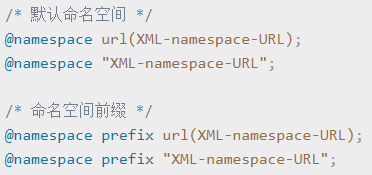 /* 默认命名空间 */
@namespace url(XML-namespace-URL);
@namespace "XML-namespace-URL";
/* 命名空间前缀 */
@namespace prefix url(XML-namespace-URL);
@namespace prefix "XML-namespace-URL";